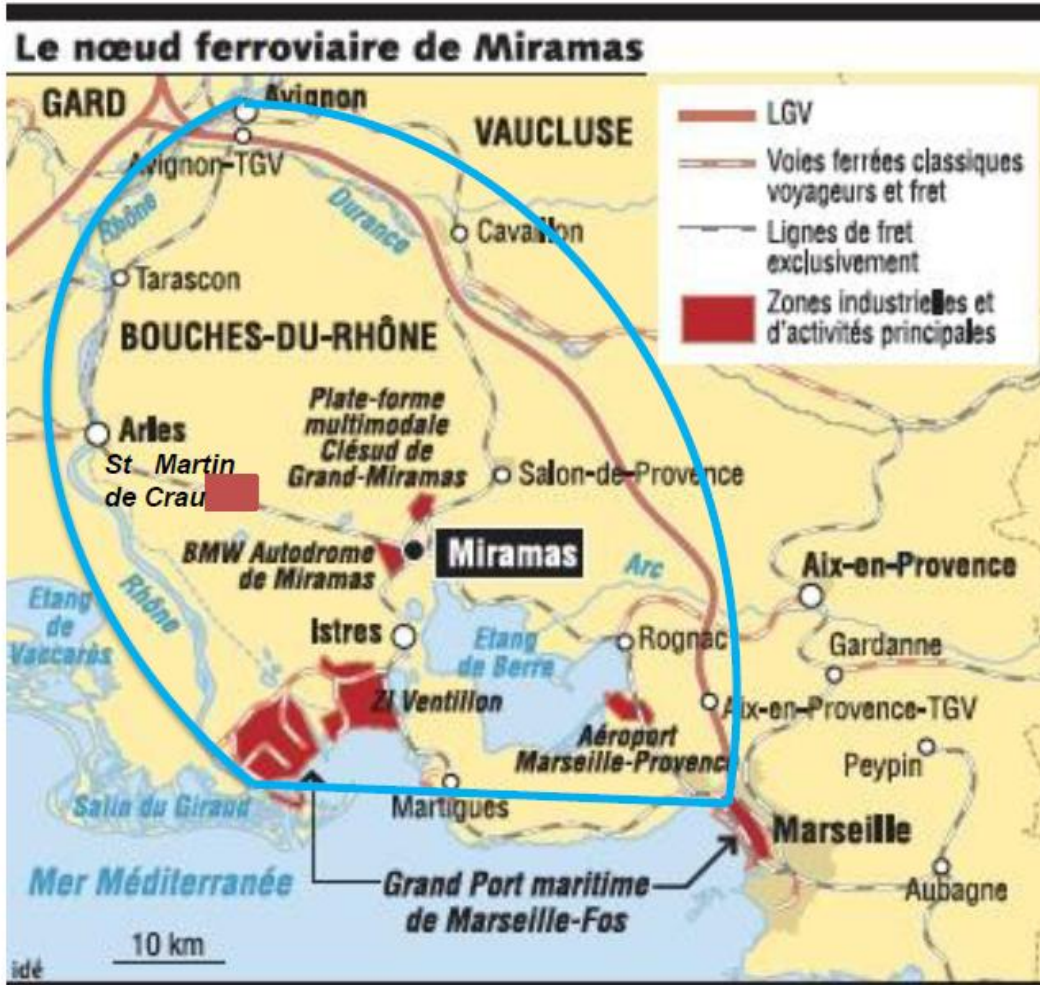 Le nœud ferroviaire de Miramas
GARD
Avignon
VAUCLUSE
Avignon-TGV
Rhône
Durance
Cavaillon
Tarascon
BOUCHES-DU-RHÔNE
LGV
Voies ferrées classiques
voyageurs et fret
Lignes de fret
exclusivement
Zones industrielles et
d'activités principales
Plate-forme
multimodale
Clésud de
Grand-Miramas
Arles
St Martin
de Crau
Salon-de-Provence
BMW Autodrome
de Miramas
Miramas
Arc
Aix-en-Provence
Rhône
Etang
de
Vaccarès
Istres
Etang
de Berre
Rognac
Gardanne
ZI Ventillon
Aix-en-Provence-TGV
Aéroport
Marseille-Provence
Peypin
Salin du Giraud
Martigues
Marseille
Mer Méditerranée
Grand Port maritime
de Marseille-Fos
Aubagne
10 km
idé